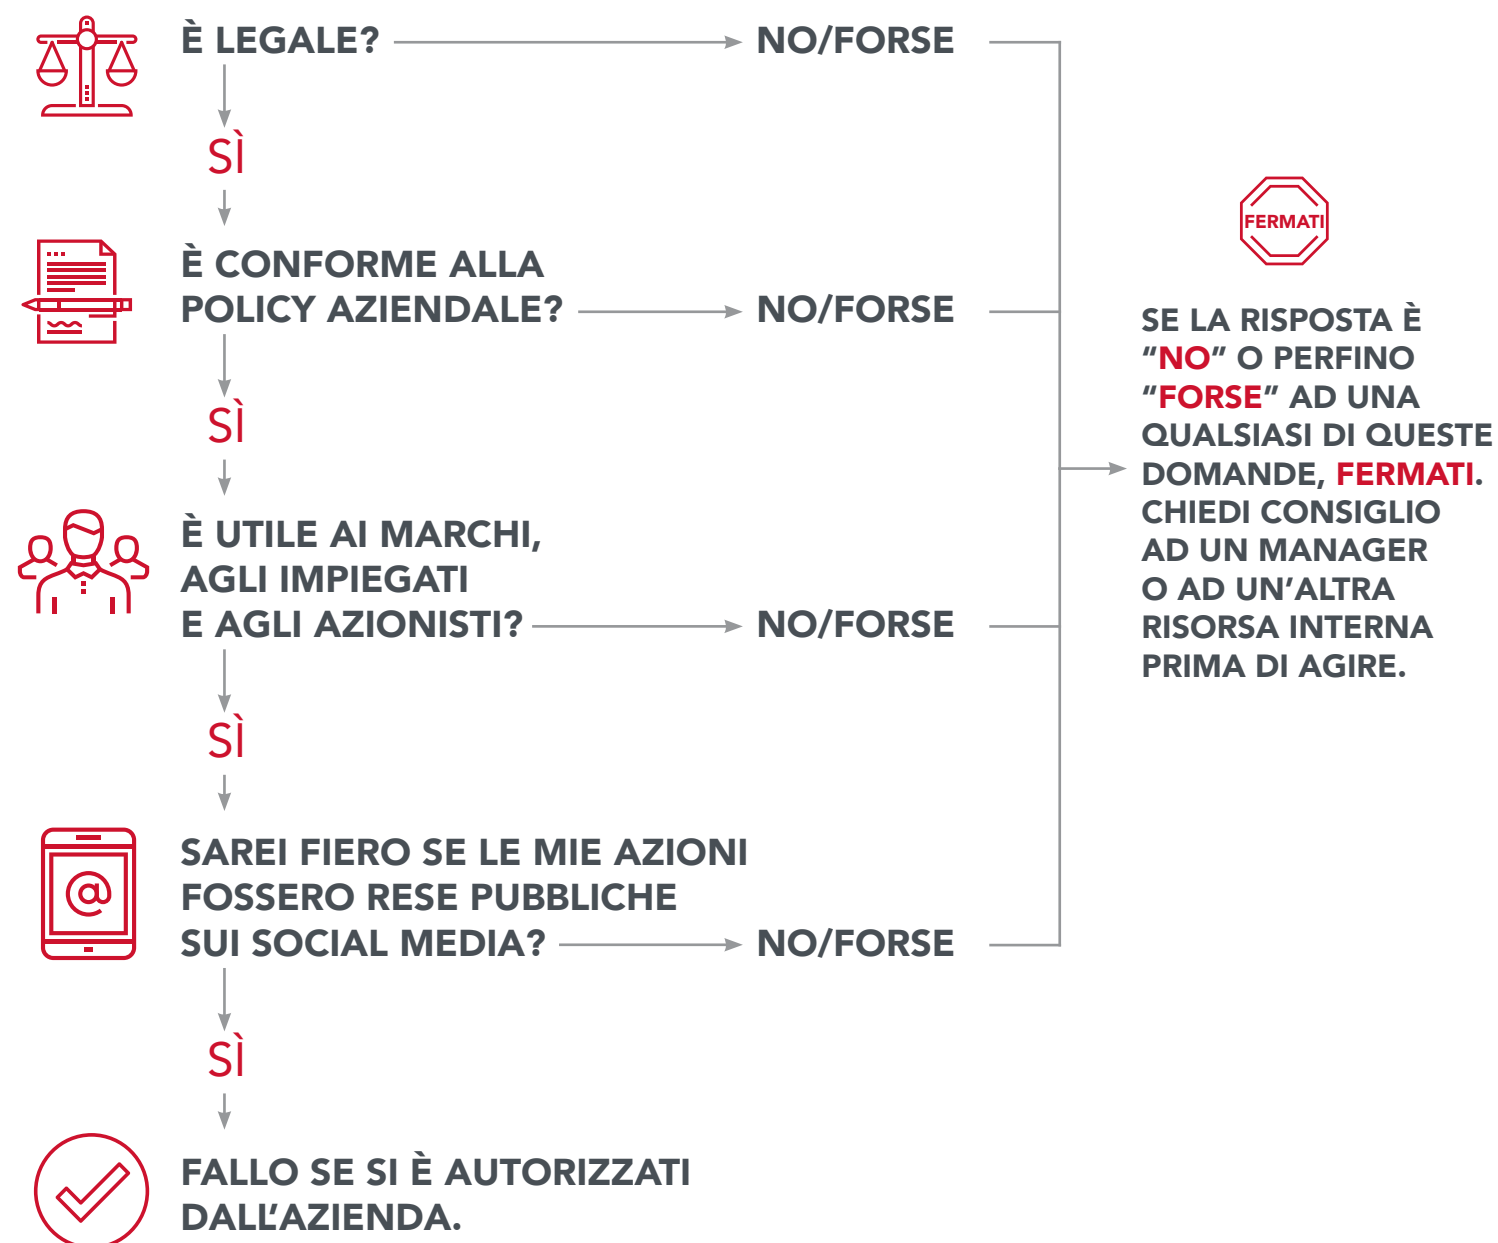 È LEGALE?
NO/FORSE
SÌ
È CONFORME ALLA
POLICY AZIENDALE?
NO/FORSE
SÌ
È UTILE AI MARCHI,
AGLI IMPIEGATI
E AGLI AZIONISTI?
NO/FORSE
SÌ
SAREI FIERO SE LE MIE AZIONI
FOSSERO RESE PUBBLICHE
SUI SOCIAL MEDIA?
NO/FORSE
SÌ
FALLO SE SI È AUTORIZZATI
DALL’AZIENDA.
FERMATI
SE LA RISPOSTA È
“NO” O PERFINO
“FORSE” AD UNA
QUALSIASI DI QUESTE
DOMANDE, FERMATI.
CHIEDI CONSIGLIO
AD UN MANAGER
O AD UN’ALTRA
RISORSA INTERNA
PRIMA DI AGIRE.
@